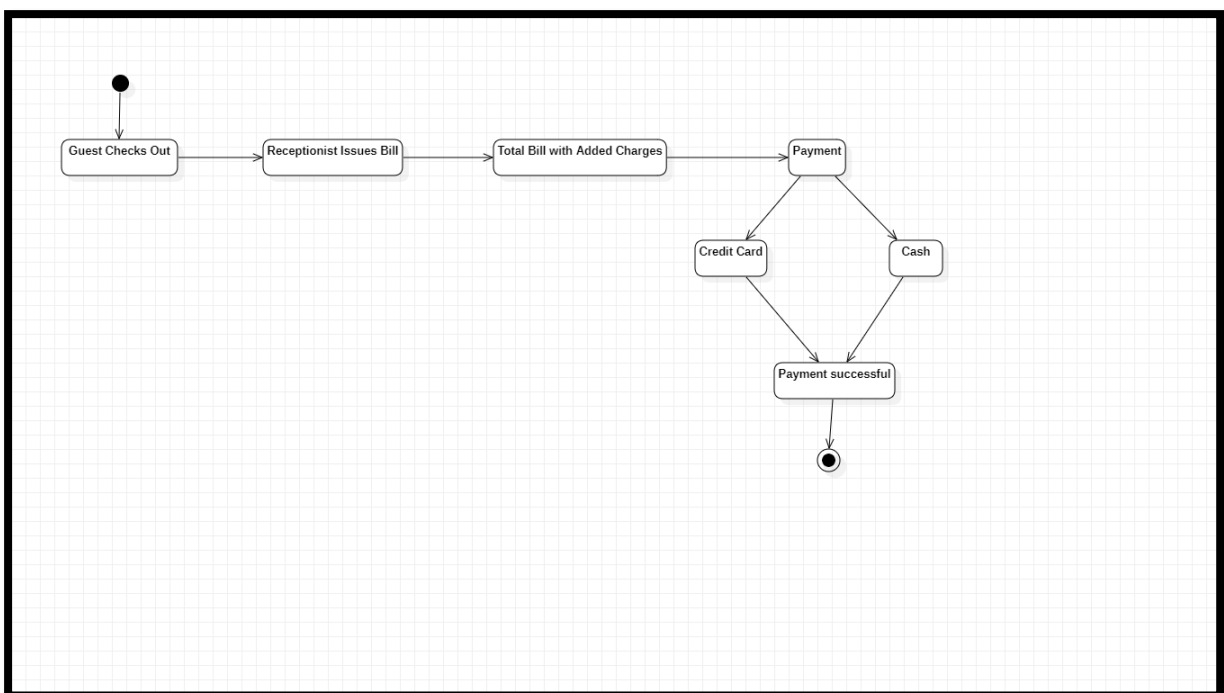 Guest Checks Out
Receptionist Issues Bill
Total Bill with Added Charges
Payment
Credit Card
Cash
Payment successful